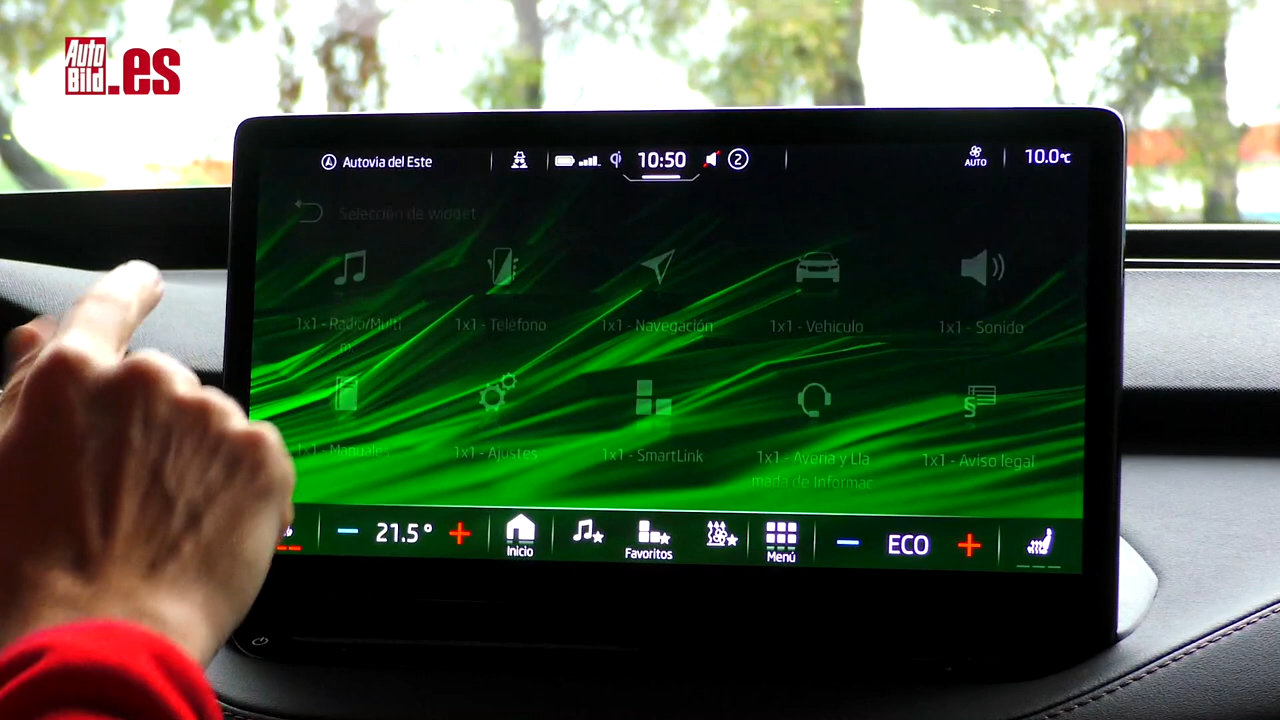 Auto
Bild
.es
Autovia del Este
10:50
2
AUTO
10.0°C
Selección de widget
1x1 - Radio/Multi
m.
1x1 - Teléfono
1x1 - Navegación
1x1 - Vehículo
1x1 - Sonido
1x1 - Manuales
1x1 - Ajustes
1x1 - SmartLink
1x1 - Avería y Lla
mada de Informac
1x1 - Aviso legal
21.5°
Inicio
Favoritos
Menú
ECO